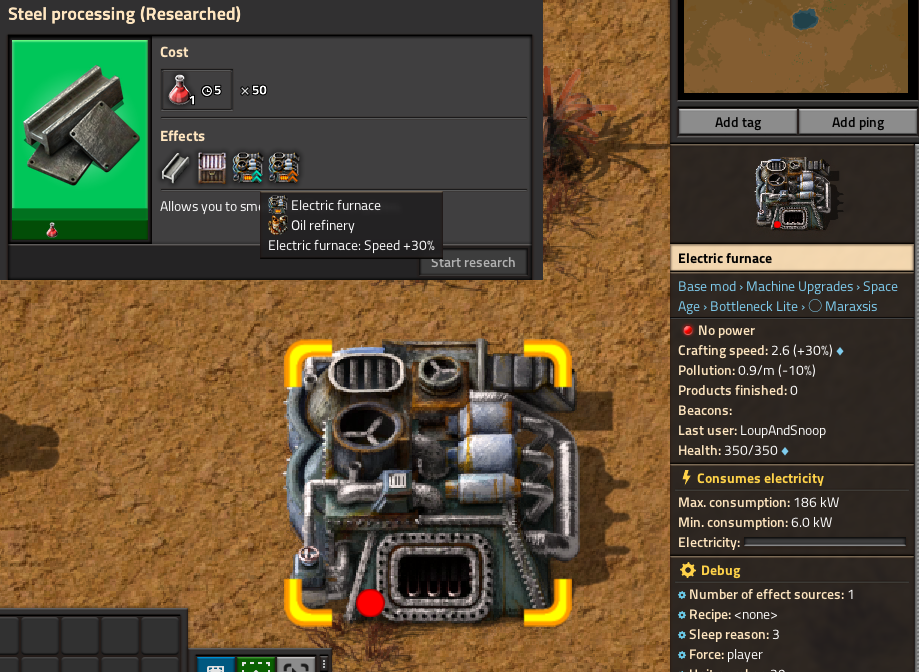 Steel processing (Researched)
Cost
1
5
× 50
Effects
Electric furnace
Oil refinery
Electric furnace: Speed +30%
Allows you to sm
Start research
Add tag
Add ping
Electric furnace
Base mod › Machine Upgrades › Space
Age › Bottleneck Lite › Maraxsis
No power
Crafting speed: 2.6 (+30%)
Pollution: 0.9/m (-10%)
Products finished: 0
Beacons:
Last user: LoupAndSnoop
Health: 350/350
Consumes electricity
Max. consumption: 186 kW
Min. consumption: 6.0 kW
Electricity:
Debug
Number of effect sources: 1
Recipe: <none>
Sleep reason: 3
Force: player